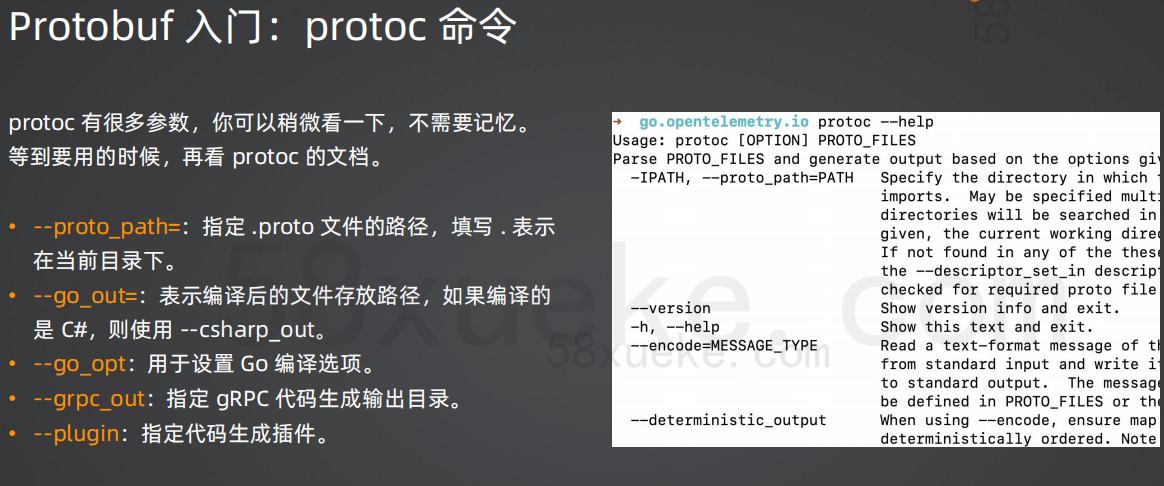 Protobuf 入门：protoc 命令
protoc 有很多参数，你可以稍微看一下，不需要记忆。
等到要用的时候，再看 protoc 的文档。
• --proto_path=：指定 .proto 文件的路径，填写 . 表示
在当前目录下。
• --go_out=：表示编译后的文件存放路径，如果编译的
是 C#，则使用 --csharp_out。
• --go_opt：用于设置 Go 编译选项。
• --grpc_out：指定 gRPC 代码生成输出目录。
• --plugin：指定代码生成插件。
→ go.opentelemetry.io protoc --help
Usage: protoc [OPTION] PROTO_FILES
Parse PROTO_FILES and generate output based on the options
-IPATH, --proto_path=PATH Specify the directory in which
imports. May be specified
directories will be searched in
given, the current working
If not found in any of the
the --descriptor_set_in
checked for required proto file
--version Show version info and exit.
-h, --help Show this text and exit.
--encode=MESSAGE_TYPE Read a text-format message of
from standard input and write
to standard output. The message
be defined in PROTO_FILES or
--deterministic_output When using --encode, ensure map
deterministically ordered. Note
58xueke.com
58xueke.com
58